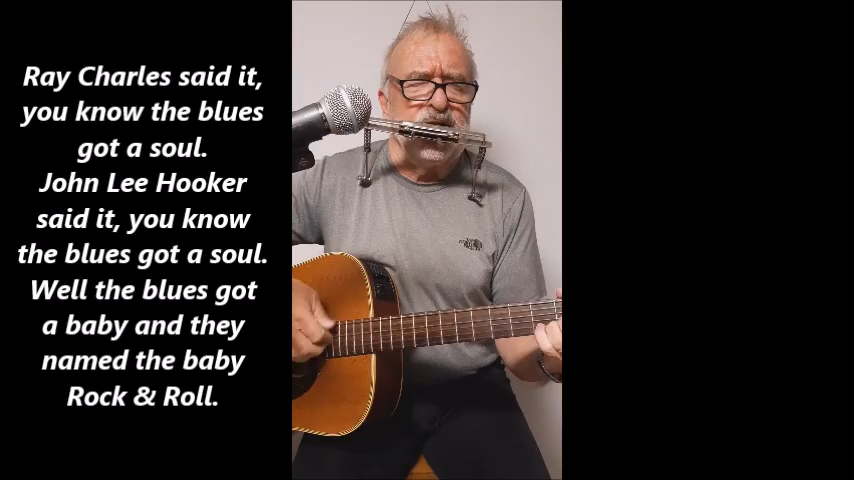 Ray Charles said it,
you know the blues
got a soul.
John Lee Hooker
said it, you know
the blues got a soul.
Well the blues got
a baby and they
named the baby
Rock & Roll.